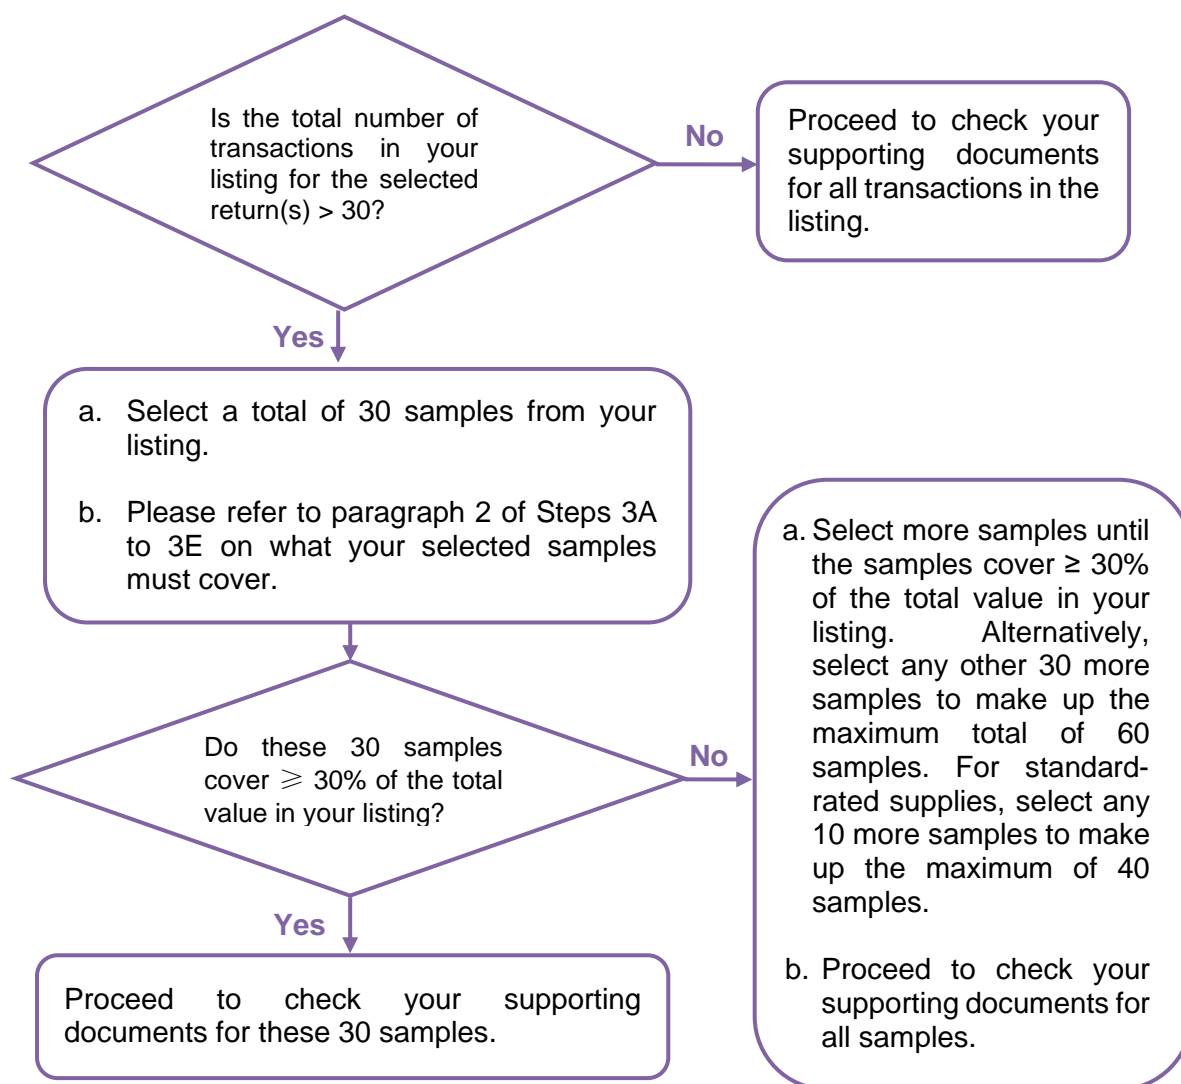 Is the total number of
transactions in your
listing for the selected
return(s) > 30?
No
Proceed to check your
supporting documents
for all transactions in the
listing.
Yes
a. Select a total of 30 samples from your
listing.
b. Please refer to paragraph 2 of Steps 3A
to 3E on what your selected samples
must cover.
Do these 30 samples
cover ⩾ 30% of the total
value in your listing?
No
a. Select more samples until
the samples cover ≥ 30%
of the total value in your
listing. Alternatively,
select any other 30 more
samples to make up the
maximum total of 60
samples. For standard-
rated supplies, select any
10 more samples to make
up the maximum of 40
samples.
b. Proceed to check your
supporting documents for
all samples.
Yes
Proceed to check your supporting
documents for these 30 samples.